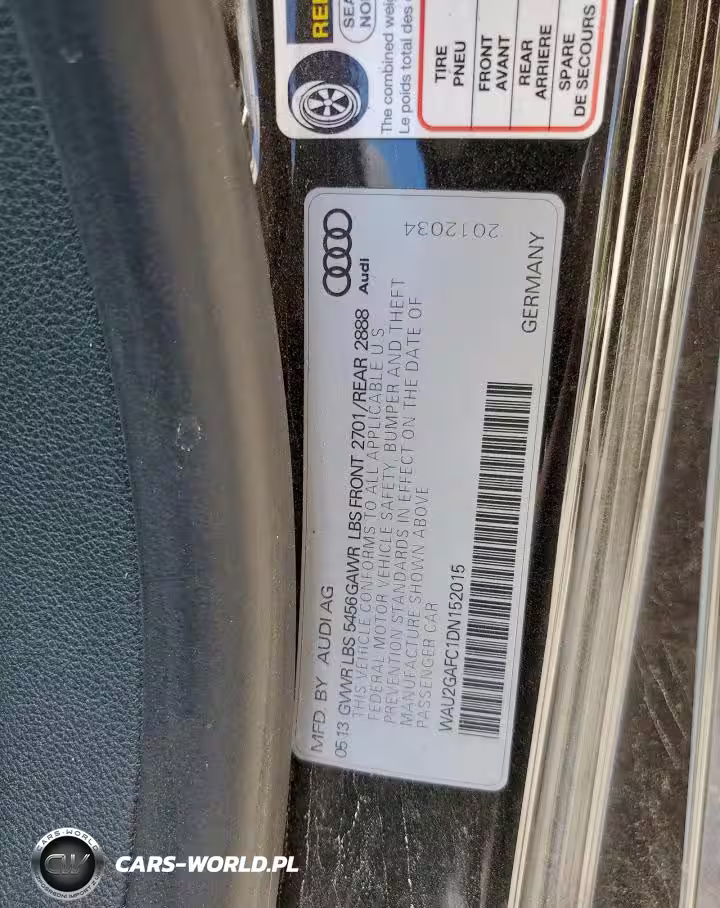 The combined wei
Le poids total des
TIRE
PNEU
FRONT
AVANT
REAR
ARRIERE
SPARE
DE SECOURS
Audi
2012034
MFD. BY AUDI AG
05 13 GVWR LBS 5456 GAWR LBS FRONT 2701/REAR 2888
THIS VEHICLE CONFORMS TO ALL APPLICABLE U S
FEDERAL MOTOR VEHICLE SAFETY, BUMPER AND THEFT
PREVENTION STANDARDS IN EFFECT ON THE DATE OF
MANUFACTURE SHOWN ABOVE
PASSENGER CAR
WAU2GAFC1DN152015
GERMANY
CARS-WORLD.PL